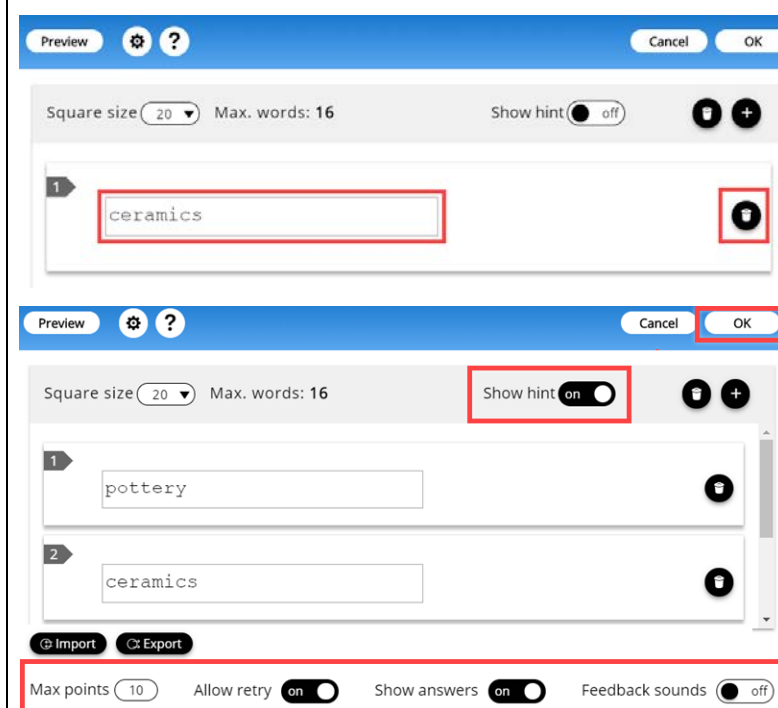 Preview ? Cancel OK
Square size 20 Max. words: 16 Show hint off
1
ceramics
Preview ? Cancel OK
Square size 20 Max. words: 16 Show hint on
1
pottery
2
ceramics
Import Export
Max points 10 Allow retry on Show answers on Feedback sounds off